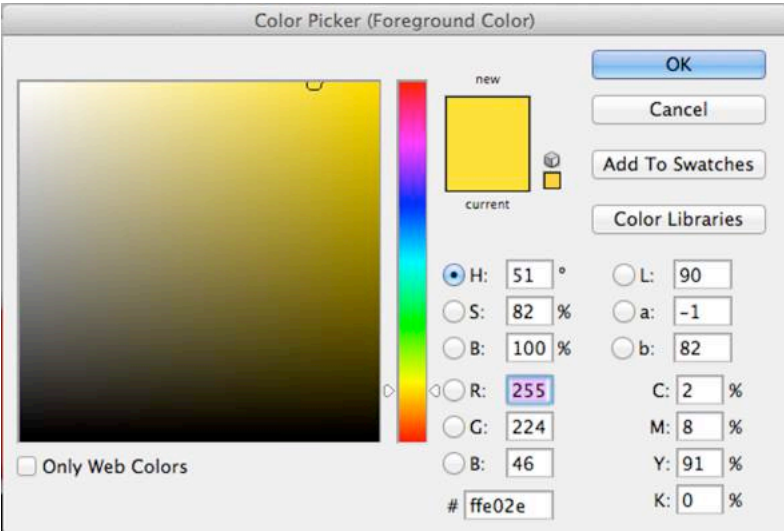 Color Picker (Foreground Color)
new
current
OK
Cancel
Add To Swatches
Color Libraries
H: 51 °
S: 82 %
B: 100 %
R: 255
G: 224
B: 46
# ffe02e
L: 90
a: -1
b: 82
C: 2 %
M: 8 %
Y: 91 %
K: 0 %
Only Web Colors